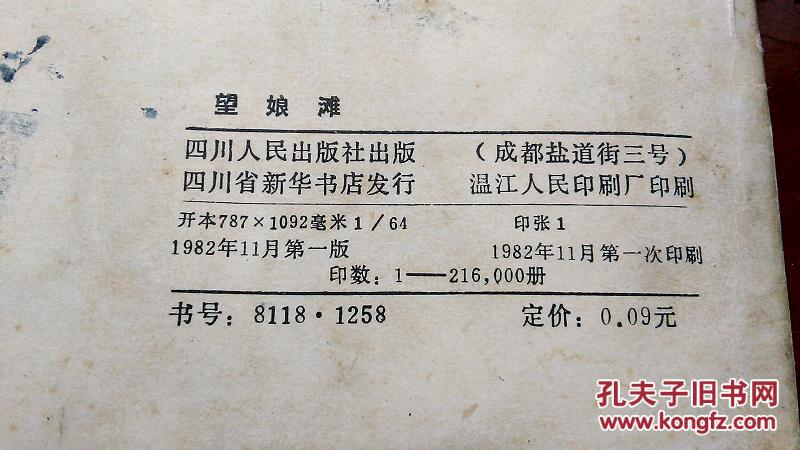 望娘滩
四川人民出版社出版 （成都盐道街三号）
四川省新华书店发行 温江人民印刷厂印刷
开本787×1092毫米 1／64 印张1
1982年11月第一版 1982年11月第一次印刷
印数：1——216,000册
书号：8118·1258 定价：0.09元
孔夫子旧书网
kongfz.com